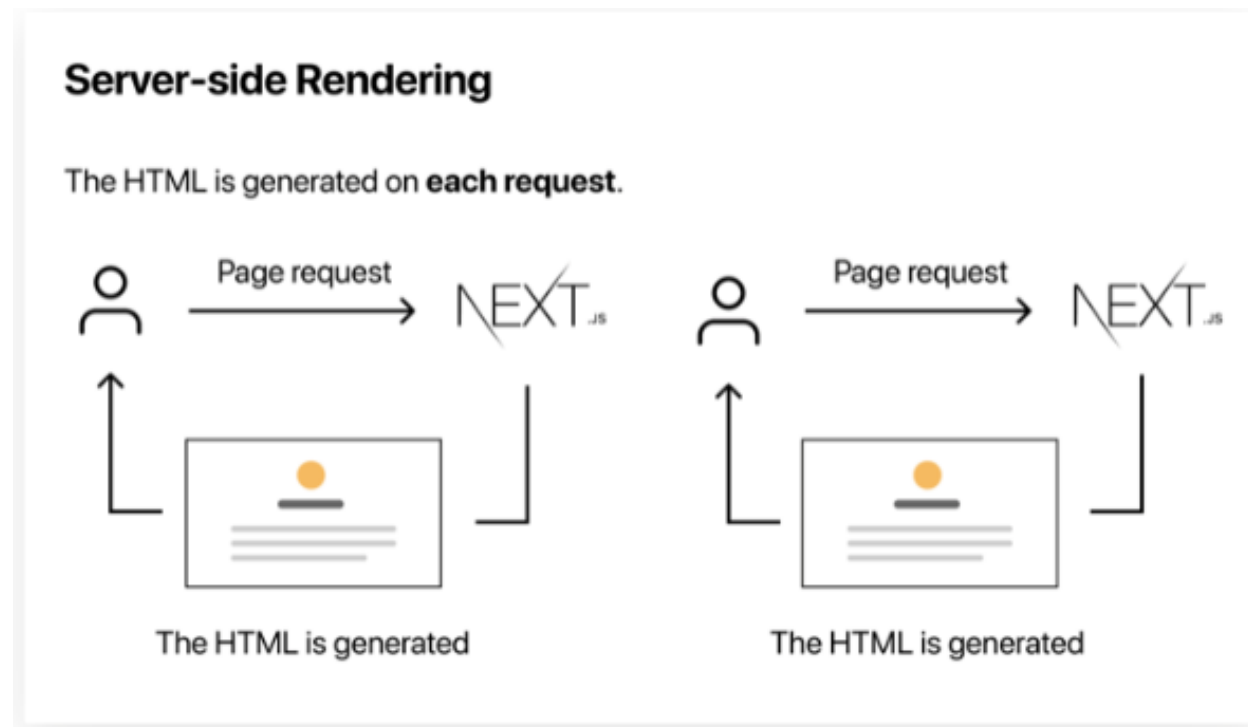 Server-side Rendering
The HTML is generated on each request.
Page request
NEXT.JS
Page request
NEXT.JS
The HTML is generated
The HTML is generated